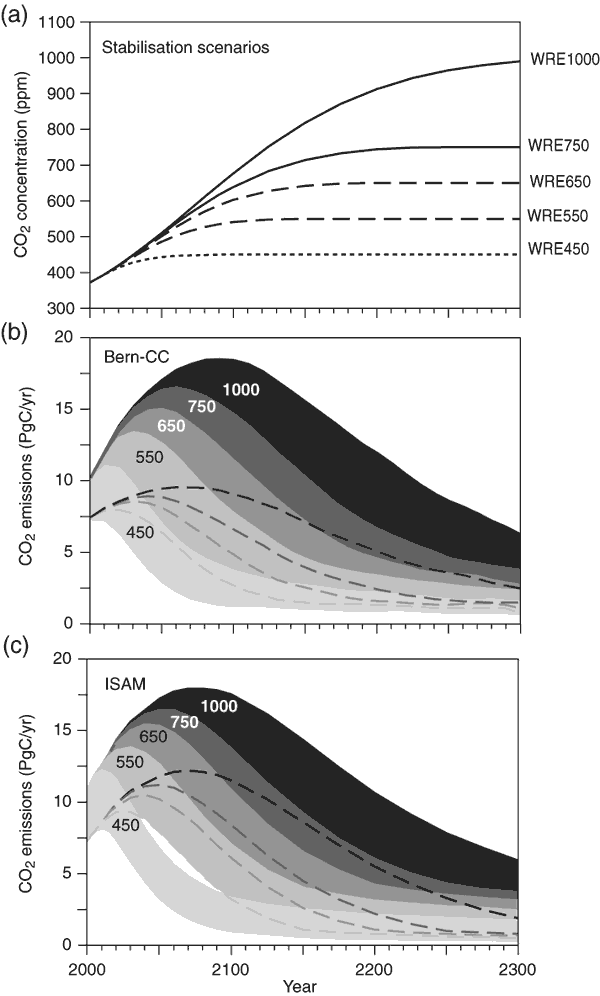 (a)
Stabilisation scenarios
1100
1000
900
800
700
600
500
400
300
CO2 concentration (ppm)
WRE1000
WRE750
WRE650
WRE550
WRE450
(b)
Bern-CC
20
15
10
5
0
CO2 emissions (PgC/yr)
1000
750
650
550
450
(c)
ISAM
20
15
10
5
0
CO2 emissions (PgC/yr)
1000
750
650
550
450
2000 2100 2200 2300
Year